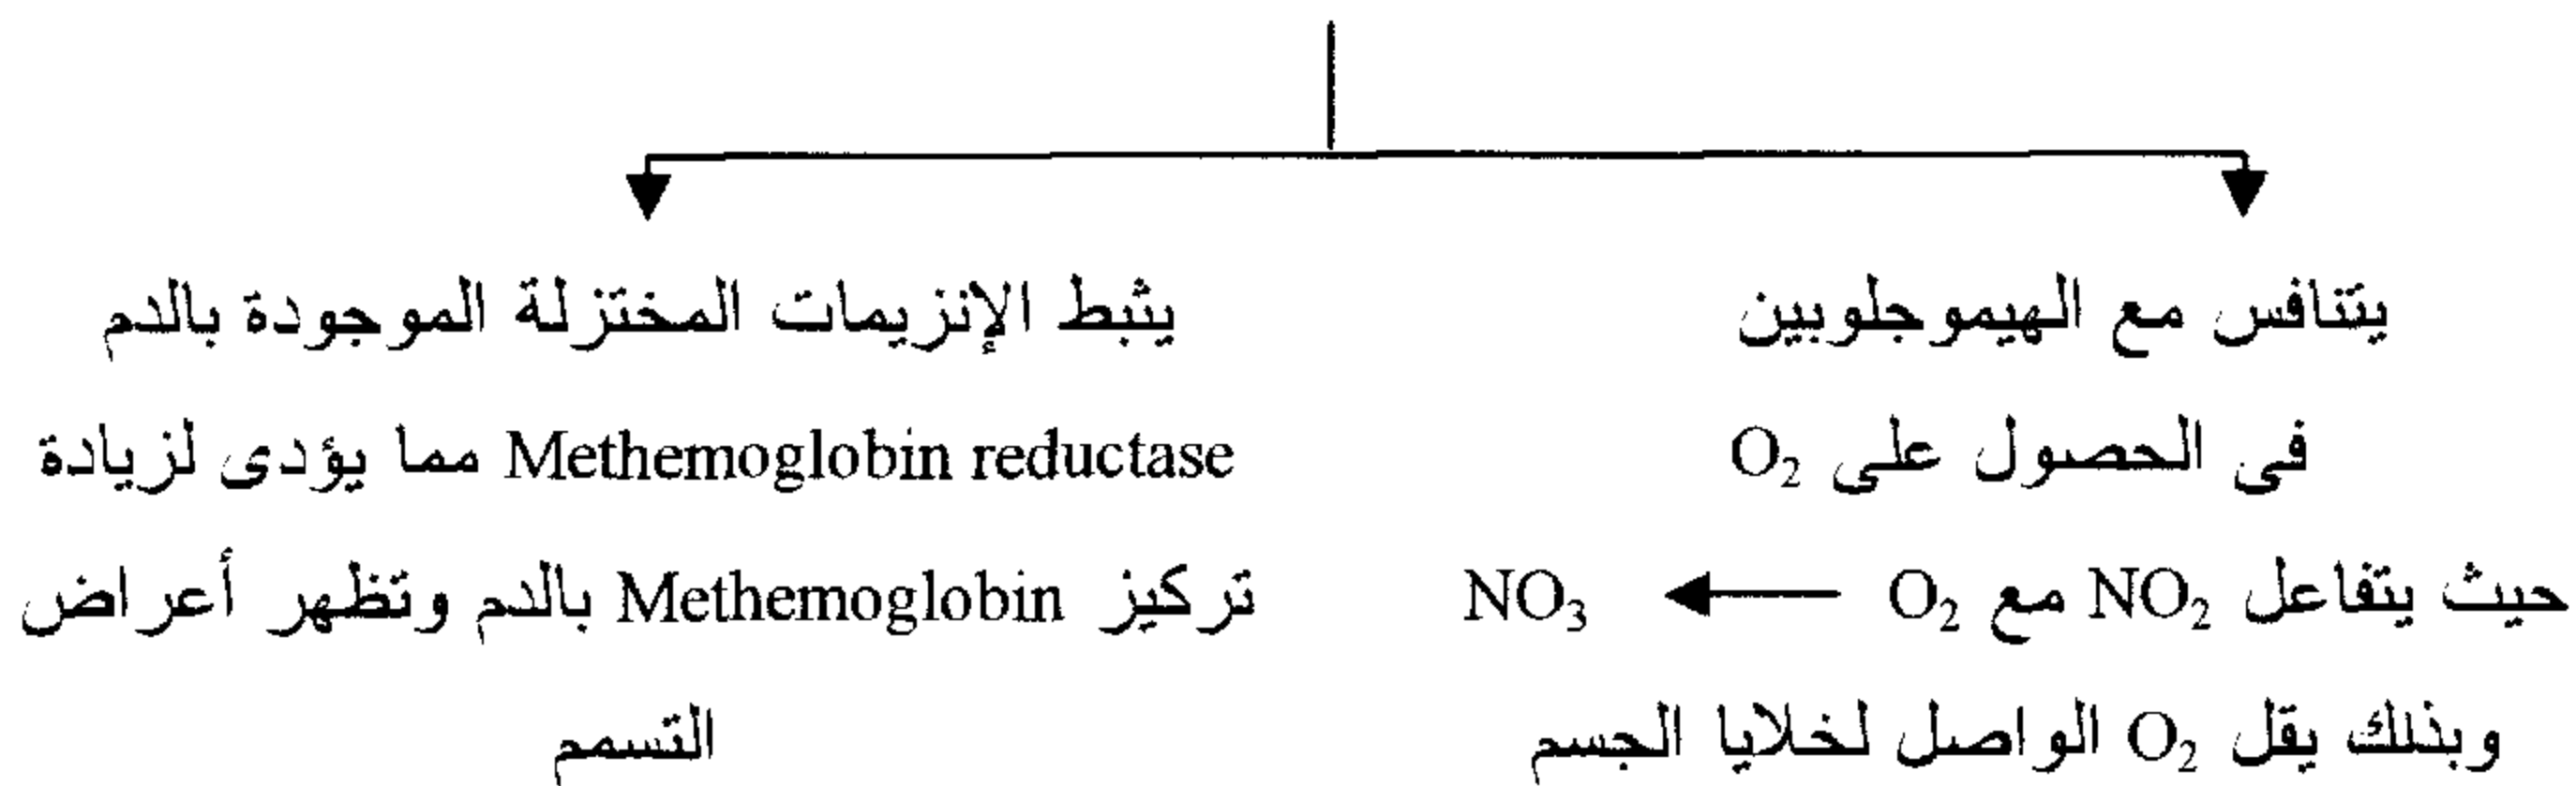 يتنافس مع الهيموجلوبين
فى الحصول على O₂
حيث يتفاعل NO₂ مع O₂ ← NO₃
وبذلك يقل O₂ الواصل لخلايا الجسم
يثبط الإنزيمات المختزلة الموجودة بالدم
Methemoglobin reductase مما يؤدى لزيادة
تركيز Methemoglobin بالدم وتظهر أعراض
التسمم